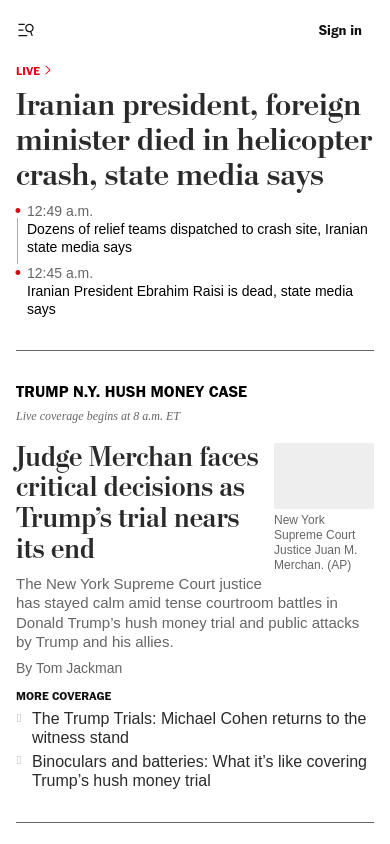 Sign in
LIVE
Iranian president, foreign
minister died in helicopter
crash, state media says
12:49 a.m.
Dozens of relief teams dispatched to crash site, Iranian
state media says
12:45 a.m.
Iranian President Ebrahim Raisi is dead, state media
says
TRUMP N.Y. HUSH MONEY CASE
Live coverage begins at 8 a.m. ET
Judge Merchan faces
critical decisions as
Trump’s trial nears
its end
New York
Supreme Court
Justice Juan M.
Merchan. (AP)
The New York Supreme Court justice
has stayed calm amid tense courtroom battles in
Donald Trump’s hush money trial and public attacks
by Trump and his allies.
By Tom Jackman
MORE COVERAGE
The Trump Trials: Michael Cohen returns to the
witness stand
Binoculars and batteries: What it’s like covering
Trump’s hush money trial